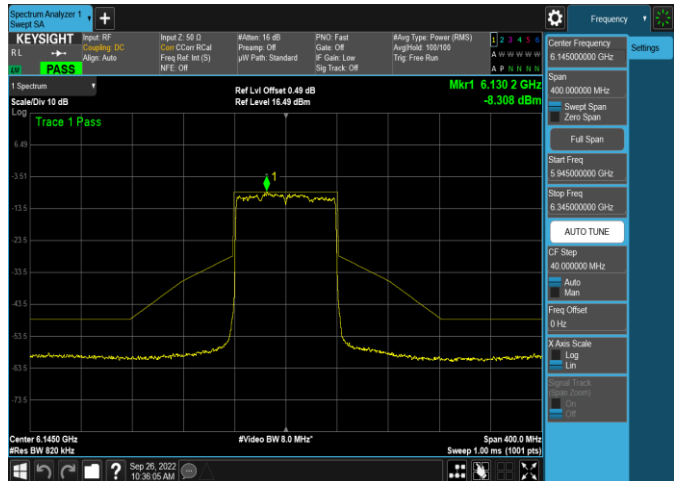 Spectrum Analyzer 1
Swept SA
+
Frequency
KEYSIGHT
RL
PASS
Input: RF
Coupling: DC
Align: Auto
Input Z: 50 Ω
Corr CCorr RCal
Freq Ref: Int (S)
NFE: Off
#Atten: 16 dB
Preamp: Off
µW Path: Standard
PNO: Fast
Gate: Off
IF Gain: Low
Sig Track: Off
#Avg Type: Power (RMS)
Avg|Hold: 100/100
Trig: Free Run
1 2 3 4 5 6
A W W W W W
A P N N N N
1 Spectrum
Scale/Div 10 dB
Log
Ref Lvl Offset 0.49 dB
Ref Level 16.49 dBm
Mkr1 6.130 2 GHz
-8.308 dBm
Trace 1 Pass
1
6.49
-3.51
-13.5
-23.5
-33.5
-43.5
-53.5
-63.5
-73.5
Center 6.1450 GHz
#Res BW 820 kHz
#Video BW 8.0 MHz*
Span 400.0 MHz
Sweep 1.00 ms (1001 pts)
Sep 26, 2022
10:36:05 AM
Center Frequency
6.145000000 GHz
Settings
Span
400.000000 MHz
Swept Span
Zero Span
Full Span
Start Freq
5.945000000 GHz
Stop Freq
6.345000000 GHz
AUTO TUNE
CF Step
40.000000 MHz
Auto
Man
Freq Offset
0 Hz
X Axis Scale
Log
Lin
Signal Track
(Span Zoom)
On
Off